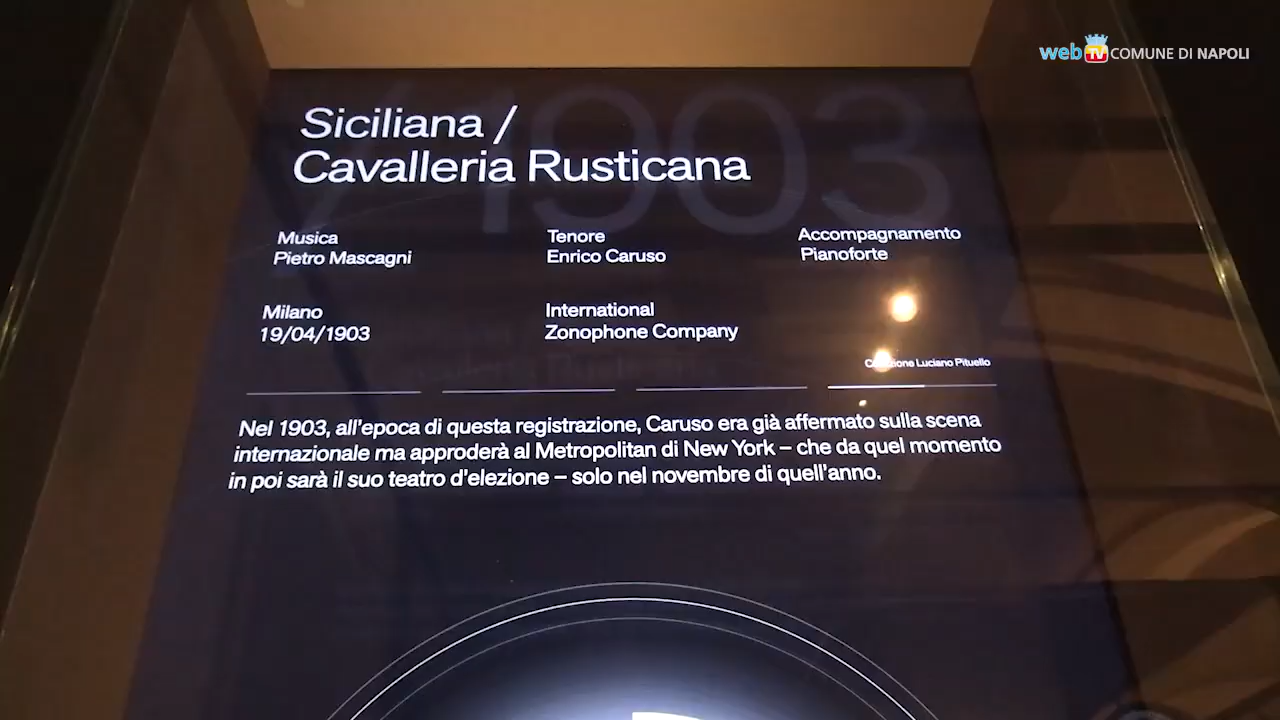 web TV COMUNE DI NAPOLI
/1903
Siciliana /
Cavalleria Rusticana
Musica
Pietro Mascagni
Tenore
Enrico Caruso
Accompagnamento
Pianoforte
Milano
19/04/1903
International
Zonophone Company
Luciano Pituello
Nel 1903, all'epoca di questa registrazione, Caruso era già affermato sulla scena
internazionale ma approderà al Metropolitan di New York – che da quel momento
in poi sarà il suo teatro d'elezione – solo nel novembre di quell'anno.